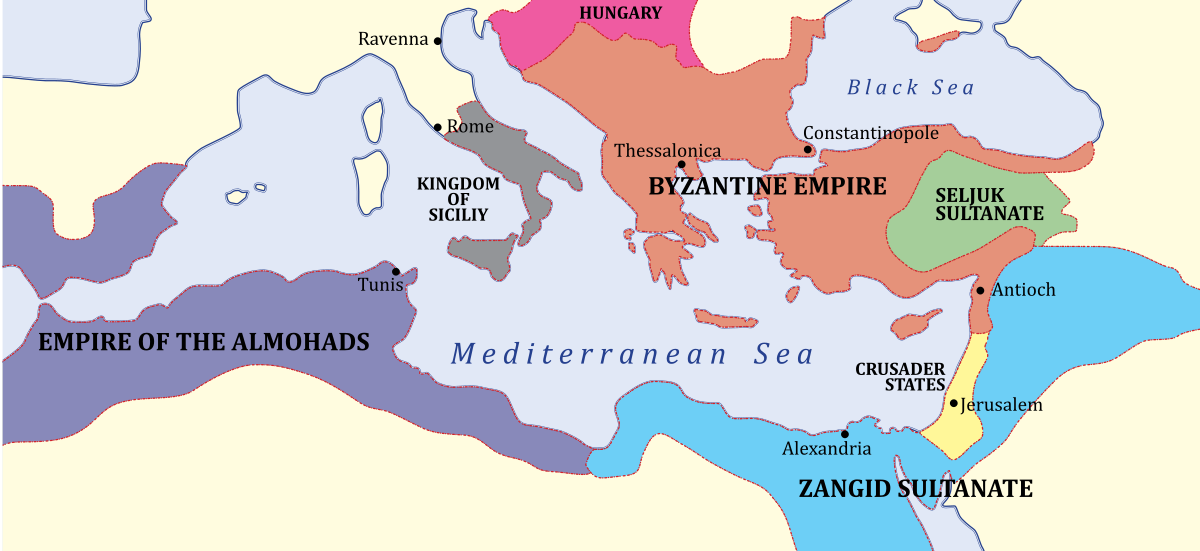 HUNGARY
Ravenna
Black Sea
Rome
Constantinopole
Thessalonica
KINGDOM
OF
SICILIY
BYZANTINE EMPIRE
SELJUK
SULTANATE
Tunis
Antioch
EMPIRE OF THE ALMOHADS
Mediterranean Sea
CRUSADER
STATES
Jerusalem
Alexandria
ZANGID SULTANATE